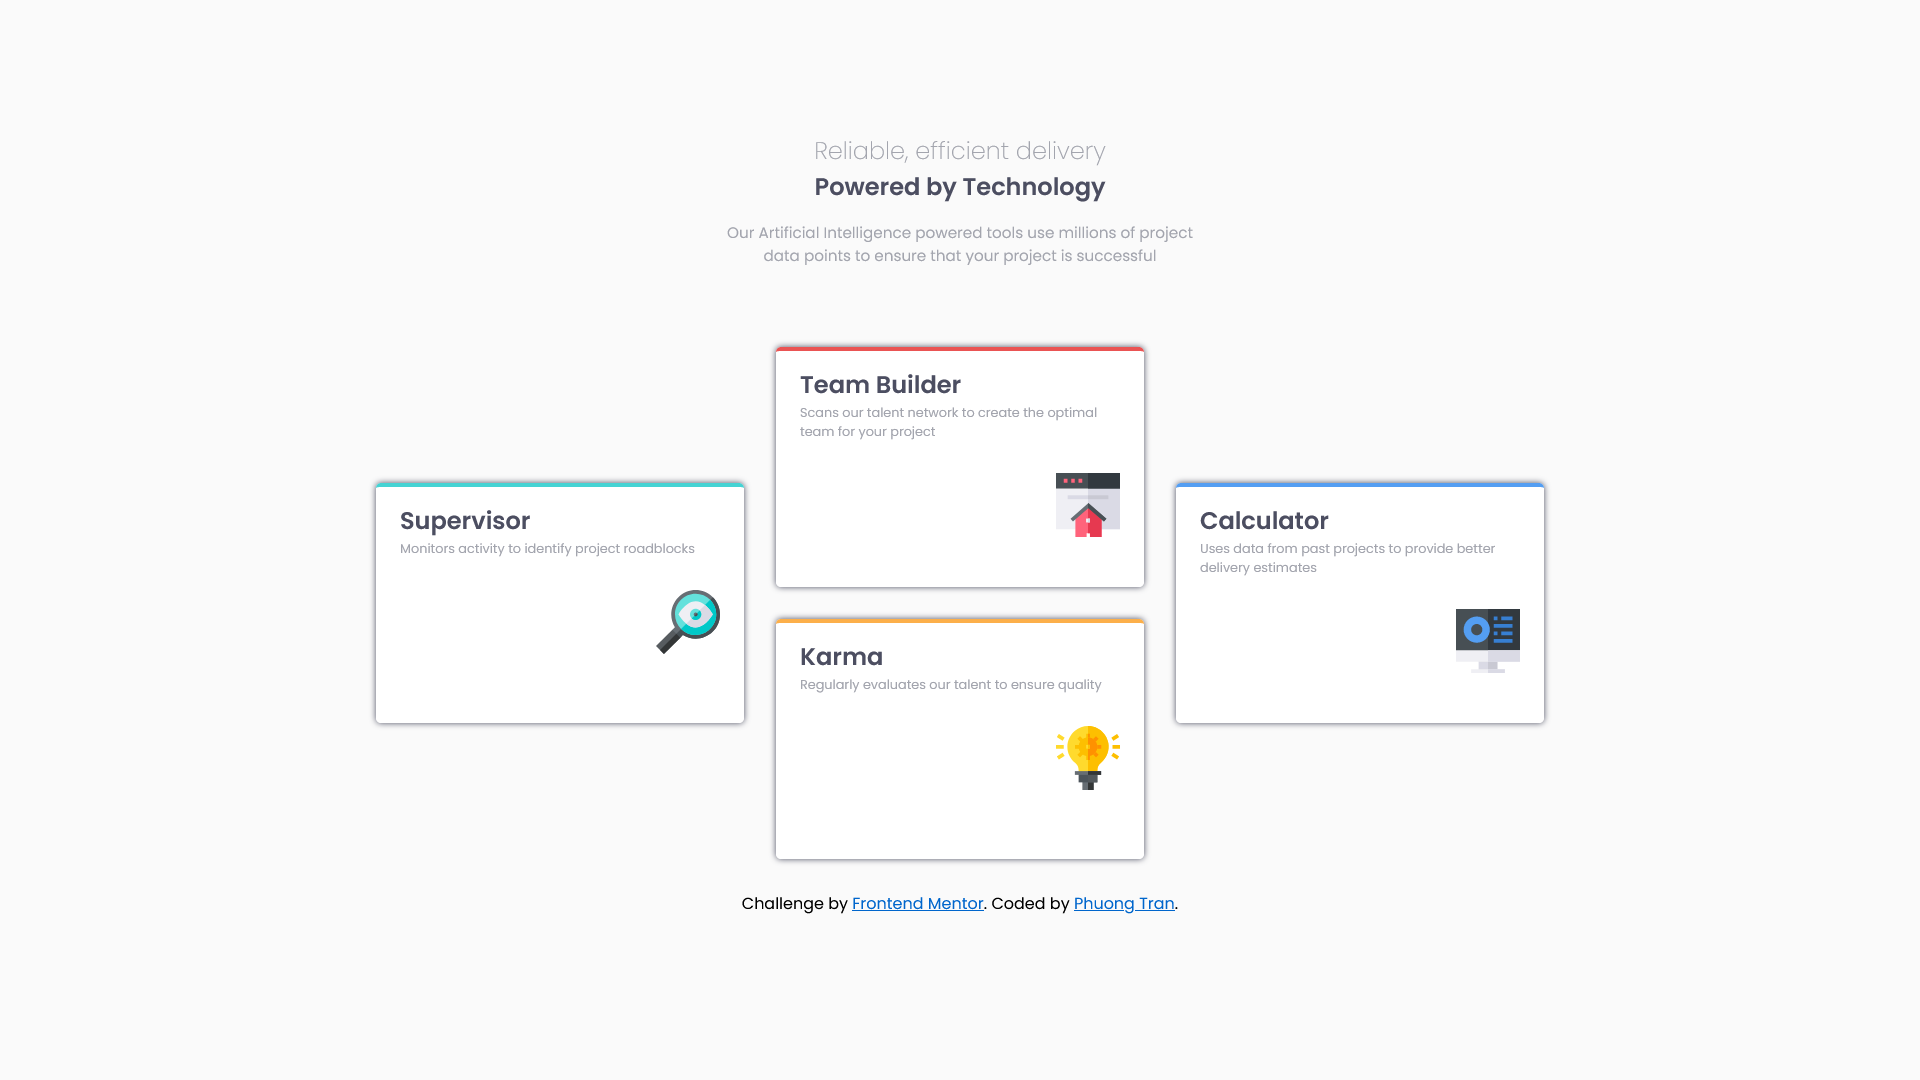 Reliable, efficient delivery
Powered by Technology
Our Artificial Intelligence powered tools use millions of project
data points to ensure that your project is successful
Supervisor
Monitors activity to identify project roadblocks
Team Builder
Scans our talent network to create the optimal
team for your project
Karma
Regularly evaluates our talent to ensure quality
Calculator
Uses data from past projects to provide better
delivery estimates
Challenge by Frontend Mentor. Coded by Phuong Tran.